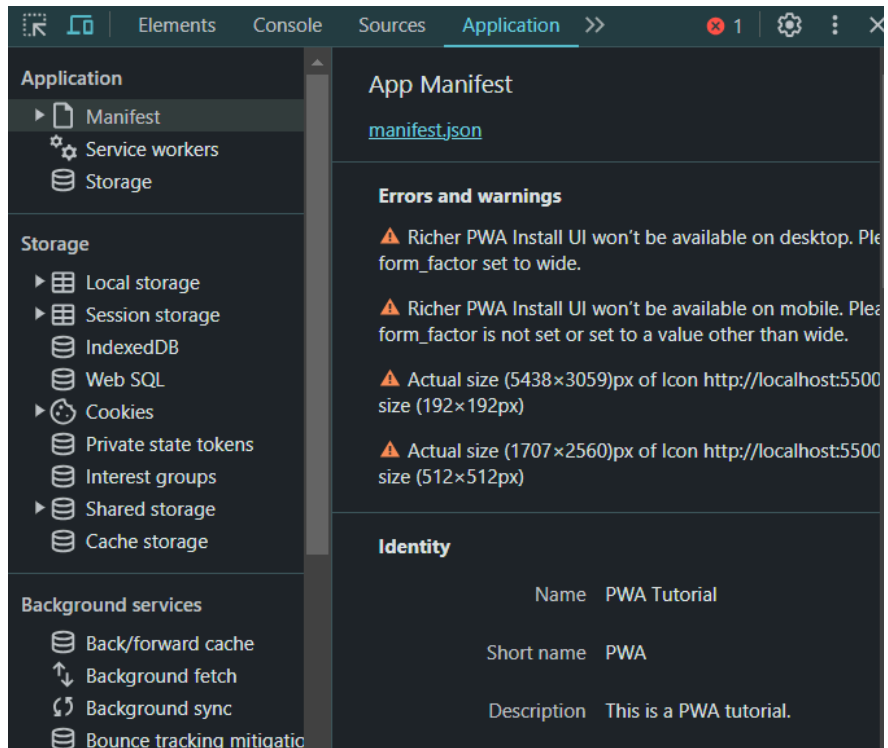 Elements Console Sources Application 1
Application
Manifest
Service workers
Storage
Storage
Local storage
Session storage
IndexedDB
Web SQL
Cookies
Private state tokens
Interest groups
Shared storage
Cache storage
Background services
Back/forward cache
Background fetch
Background sync
Bounce tracking mitigatio
App Manifest
manifest.json
Errors and warnings
Richer PWA Install UI won't be available on desktop. Ple
form_factor set to wide.
Richer PWA Install UI won't be available on mobile. Plea
form_factor is not set or set to a value other than wide.
Actual size (5438×3059)px of Icon http://localhost:5500
size (192×192px)
Actual size (1707×2560)px of Icon http://localhost:5500
size (512×512px)
Identity
Name PWA Tutorial
Short name PWA
Description This is a PWA tutorial.